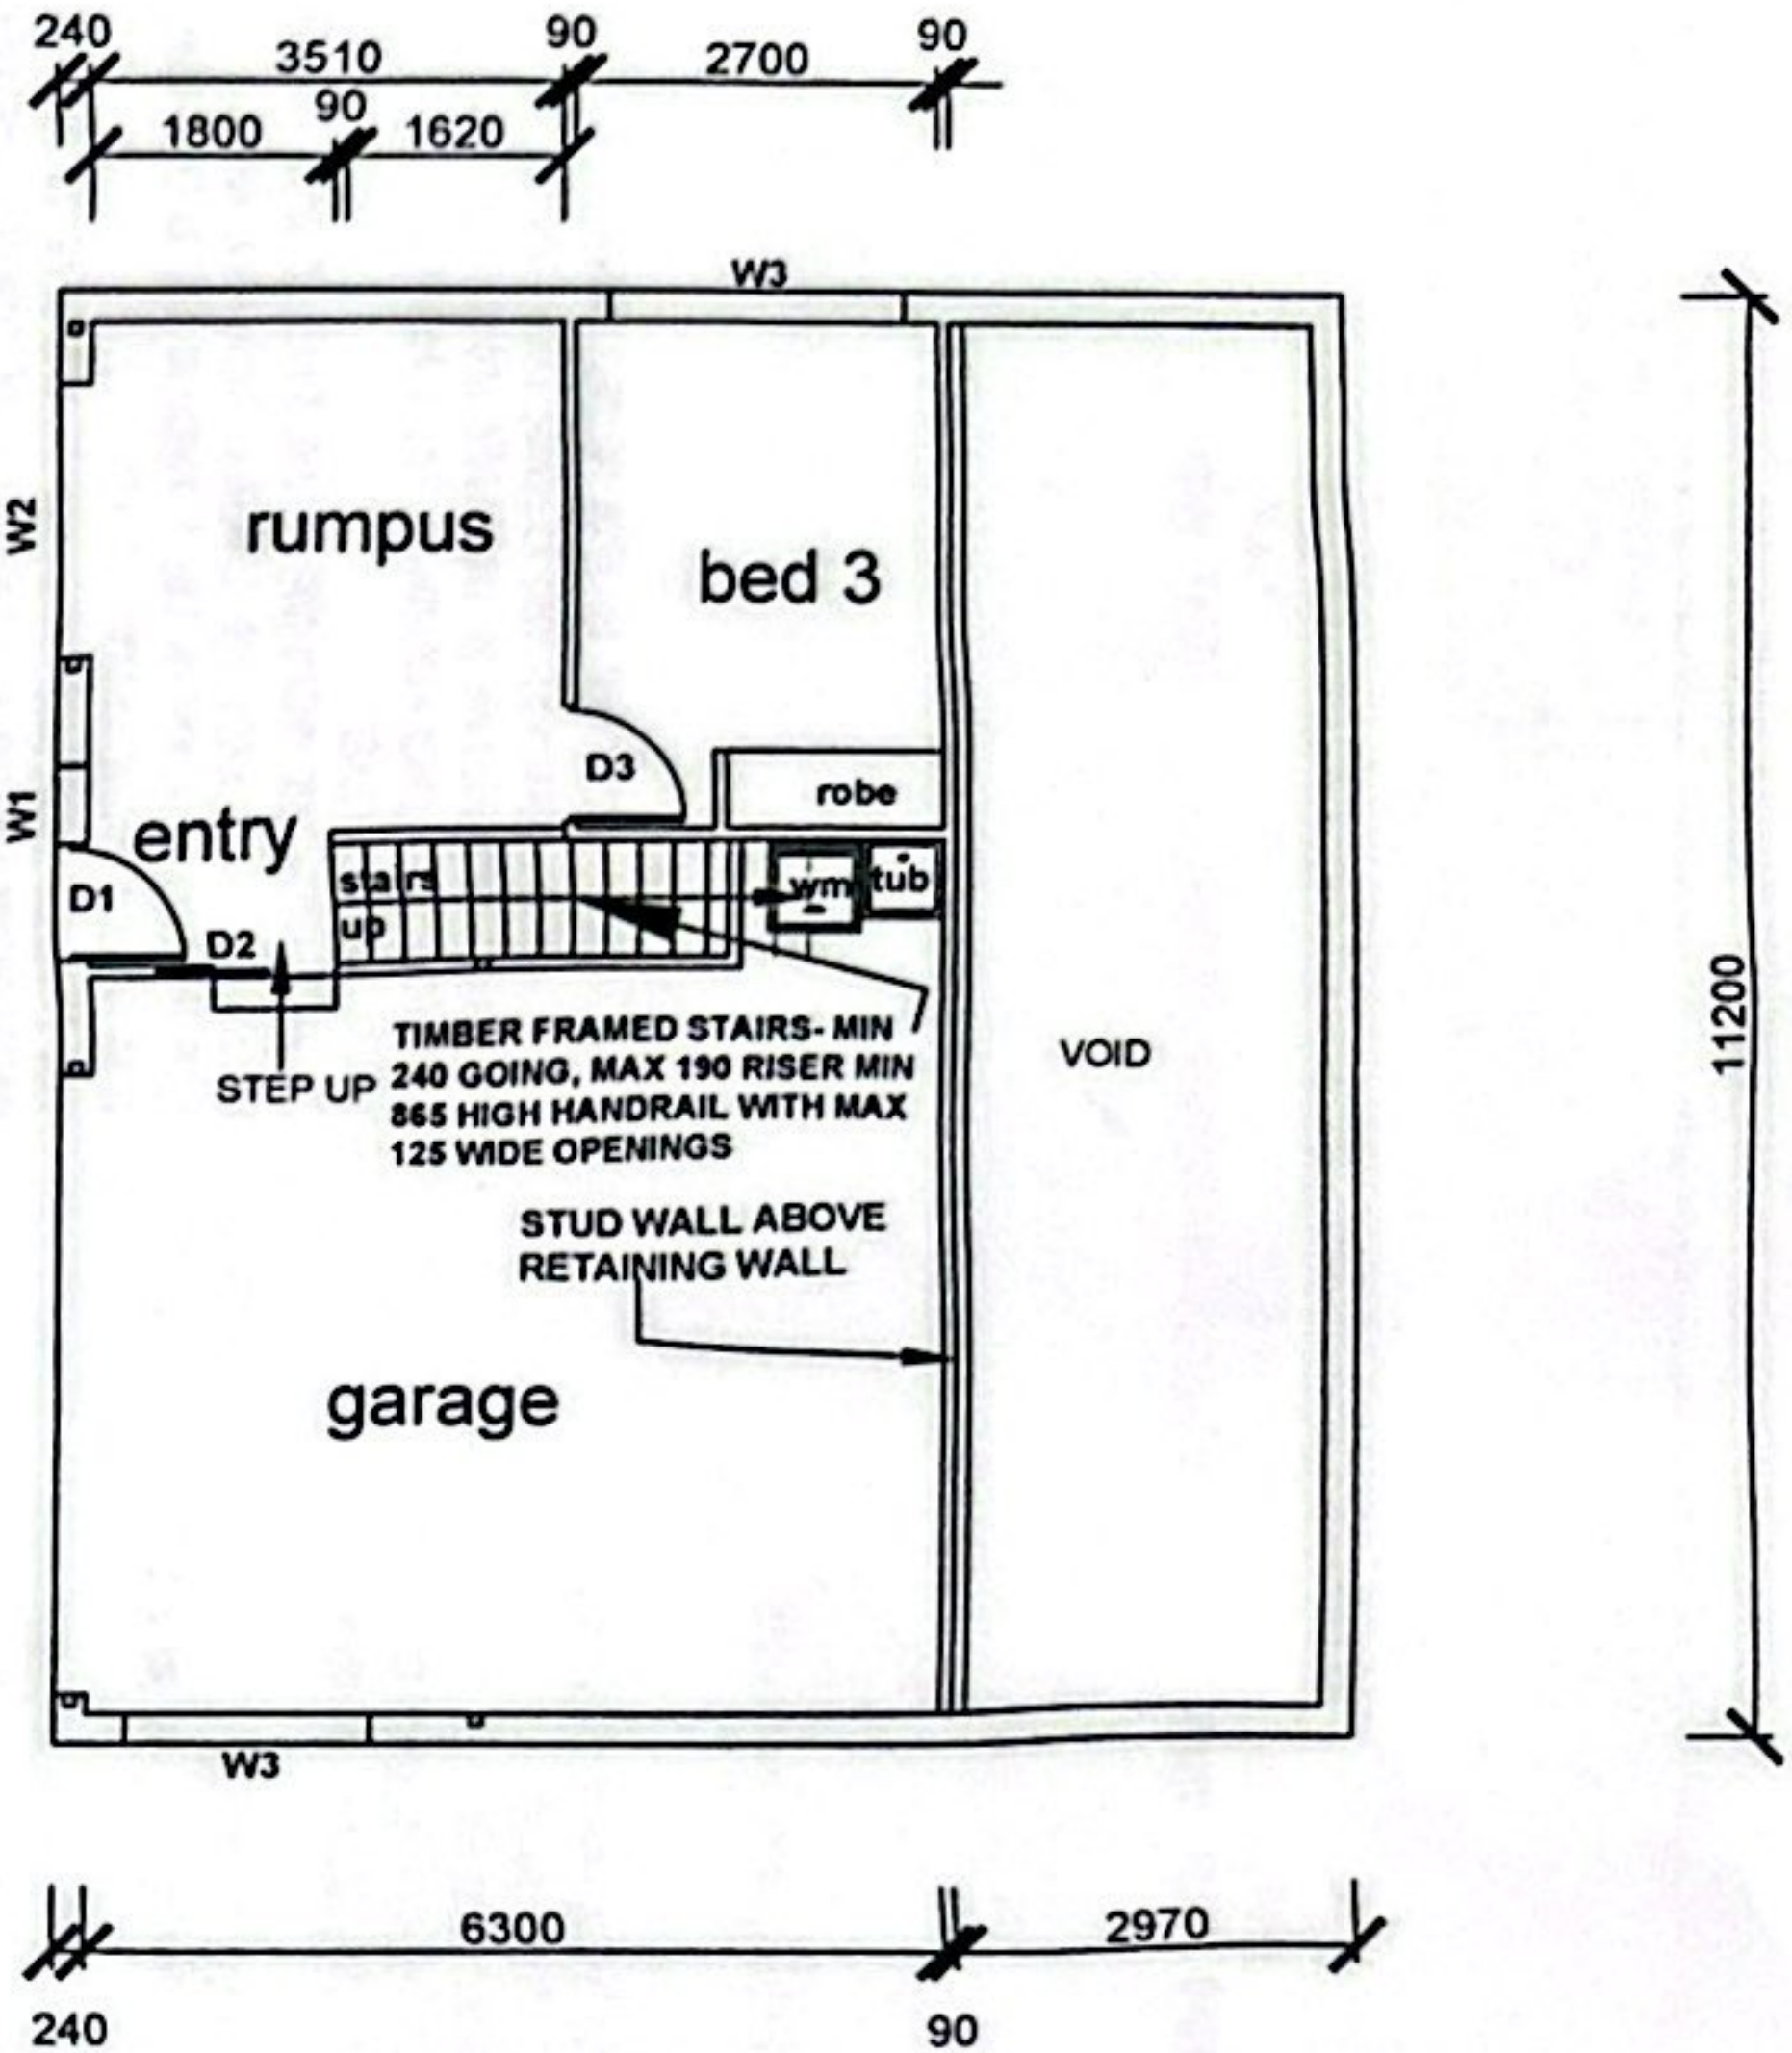 240
3510
90
2700
90
1800
90
1620
W3
W2
rumpus
bed 3
D3
robe
W1
entry
D1
D2
stairs
up
wm
tub
TIMBER FRAMED STAIRS- MIN
240 GOING, MAX 190 RISER MIN
865 HIGH HANDRAIL WITH MAX
125 WIDE OPENINGS
STEP UP
VOID
11200
STUD WALL ABOVE
RETAINING WALL
garage
W3
6300
2970
240
90